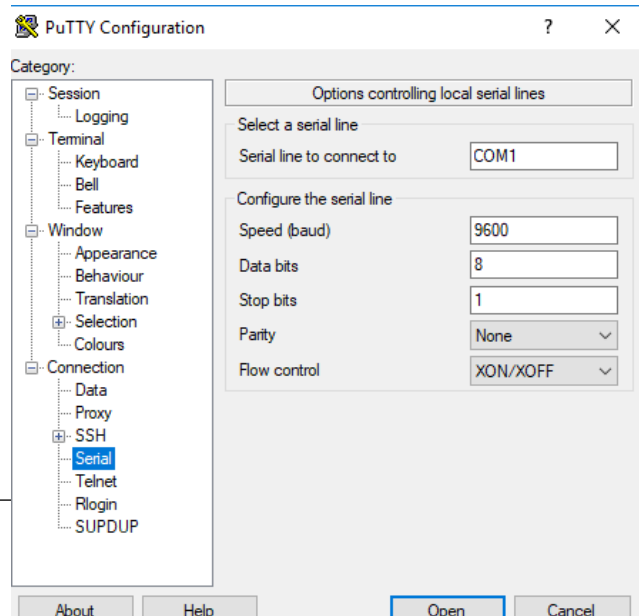 PuTTY Configuration ? ×
Category:
Session
Logging
Terminal
Keyboard
Bell
Features
Window
Appearance
Behaviour
Translation
Selection
Colours
Connection
Data
Proxy
SSH
Serial
Telnet
Rlogin
SUPDUP
Options controlling local serial lines
Select a serial line
Serial line to connect to COM1
Configure the serial line
Speed (baud) 9600
Data bits 8
Stop bits 1
Parity None
Flow control XON/XOFF
About Help Open Cancel